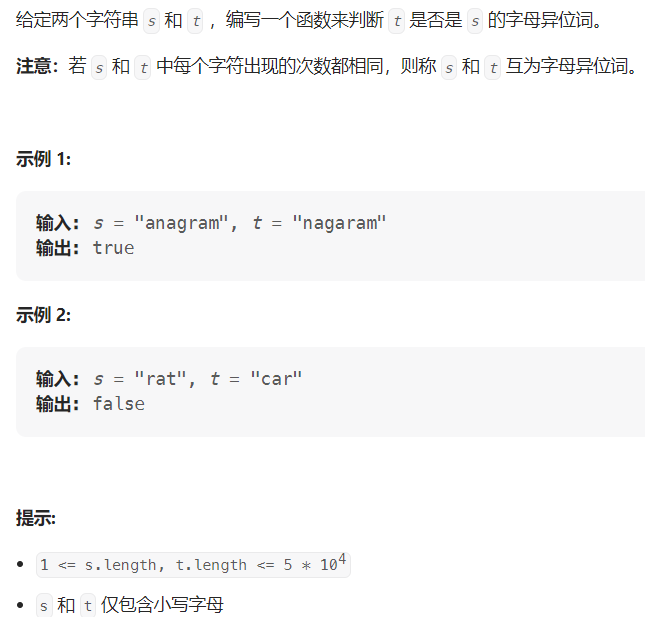 给定两个字符串 s 和 t ，编写一个函数来判断 t 是否是 s 的字母异位词。
注意：若 s 和 t 中每个字符出现的次数都相同，则称 s 和 t 互为字母异位词。
示例 1:
输入: s = "anagram", t = "nagaram"
输出: true
示例 2:
输入: s = "rat", t = "car"
输出: false
提示:
• 1 <= s.length, t.length <= 5 * 10⁴
• s 和 t 仅包含小写字母